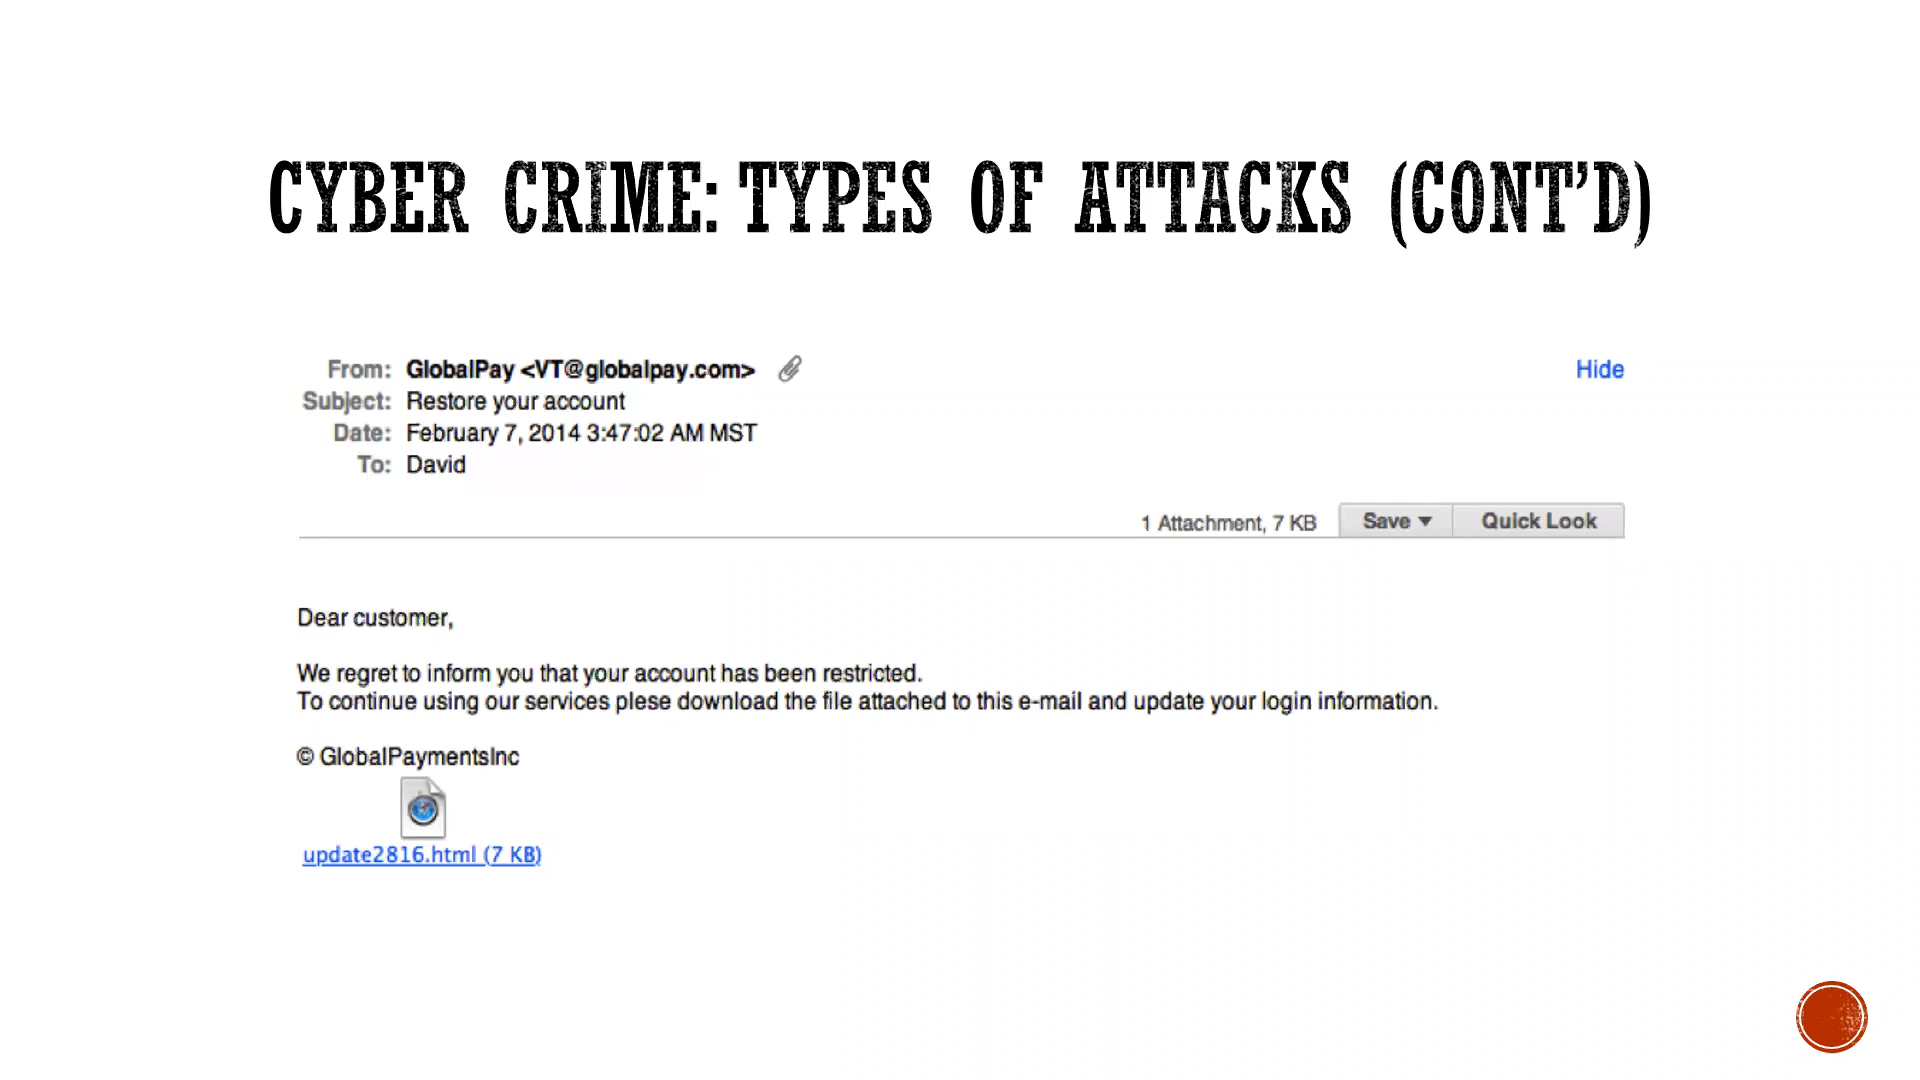 CYBER CRIME: TYPES OF ATTACKS (CONT’D)
From: GlobalPay <VT@globalpay.com>
Hide
Subject: Restore your account
Date: February 7, 2014 3:47:02 AM MST
To: David
1 Attachment, 7 KB
Save
Quick Look
Dear customer,
We regret to inform you that your account has been restricted.
To continue using our services plese download the file attached to this e-mail and update your login information.
© GlobalPaymentsInc
update2816.html (7 KB)